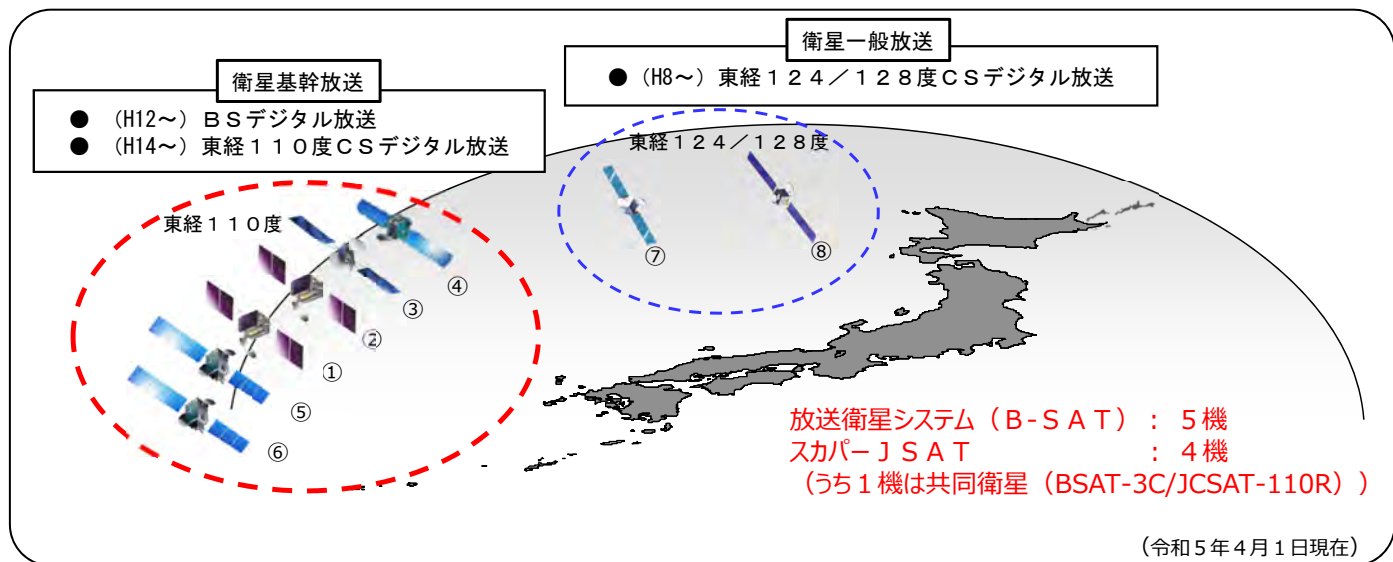 衛星基幹放送
● (H12～) ＢＳデジタル放送
● (H14～) 東経１１０度ＣＳデジタル放送
衛星一般放送
● (H8～) 東経１２４／１２８度ＣＳデジタル放送
東経１１０度
東経１２４／１２８度
④
③
②
①
⑤
⑥
⑦
⑧
放送衛星システム（B-ＳＡＴ）： ５機
スカパーＪＳＡＴ ： ４機
（うち１機は共同衛星（BSAT-3C/JCSAT-110R））
（令和５年４月１日現在）